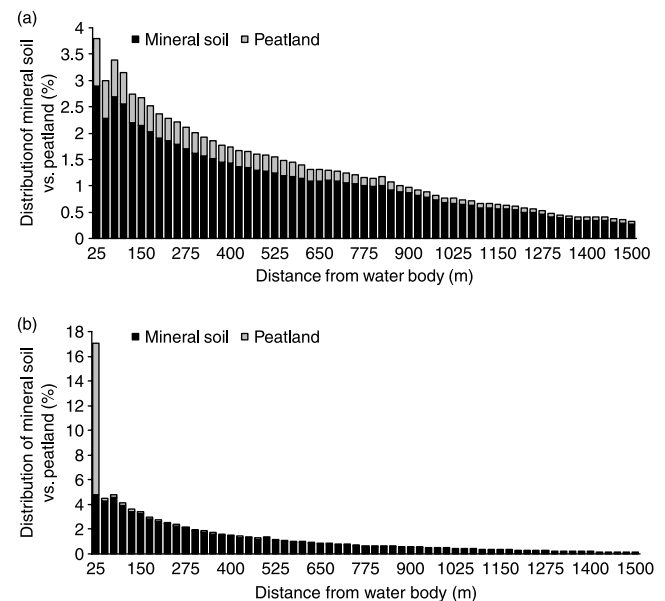 (a)
Mineral soil Peatland
Distributionof mineral soil
vs. peatland (%)
4
3.5
3
2.5
2
1.5
1
0.5
0
25 150 275 400 525 650 775 900 1025 1150 1275 1400 1500
Distance from water body (m)
(b)
Mineral soil Peatland
Distribution of mineral soil
vs. peatland (%)
18
16
14
12
10
8
6
4
2
0
25 150 275 400 525 650 775 900 1025 1150 1275 1400 1500
Distance from water body (m)